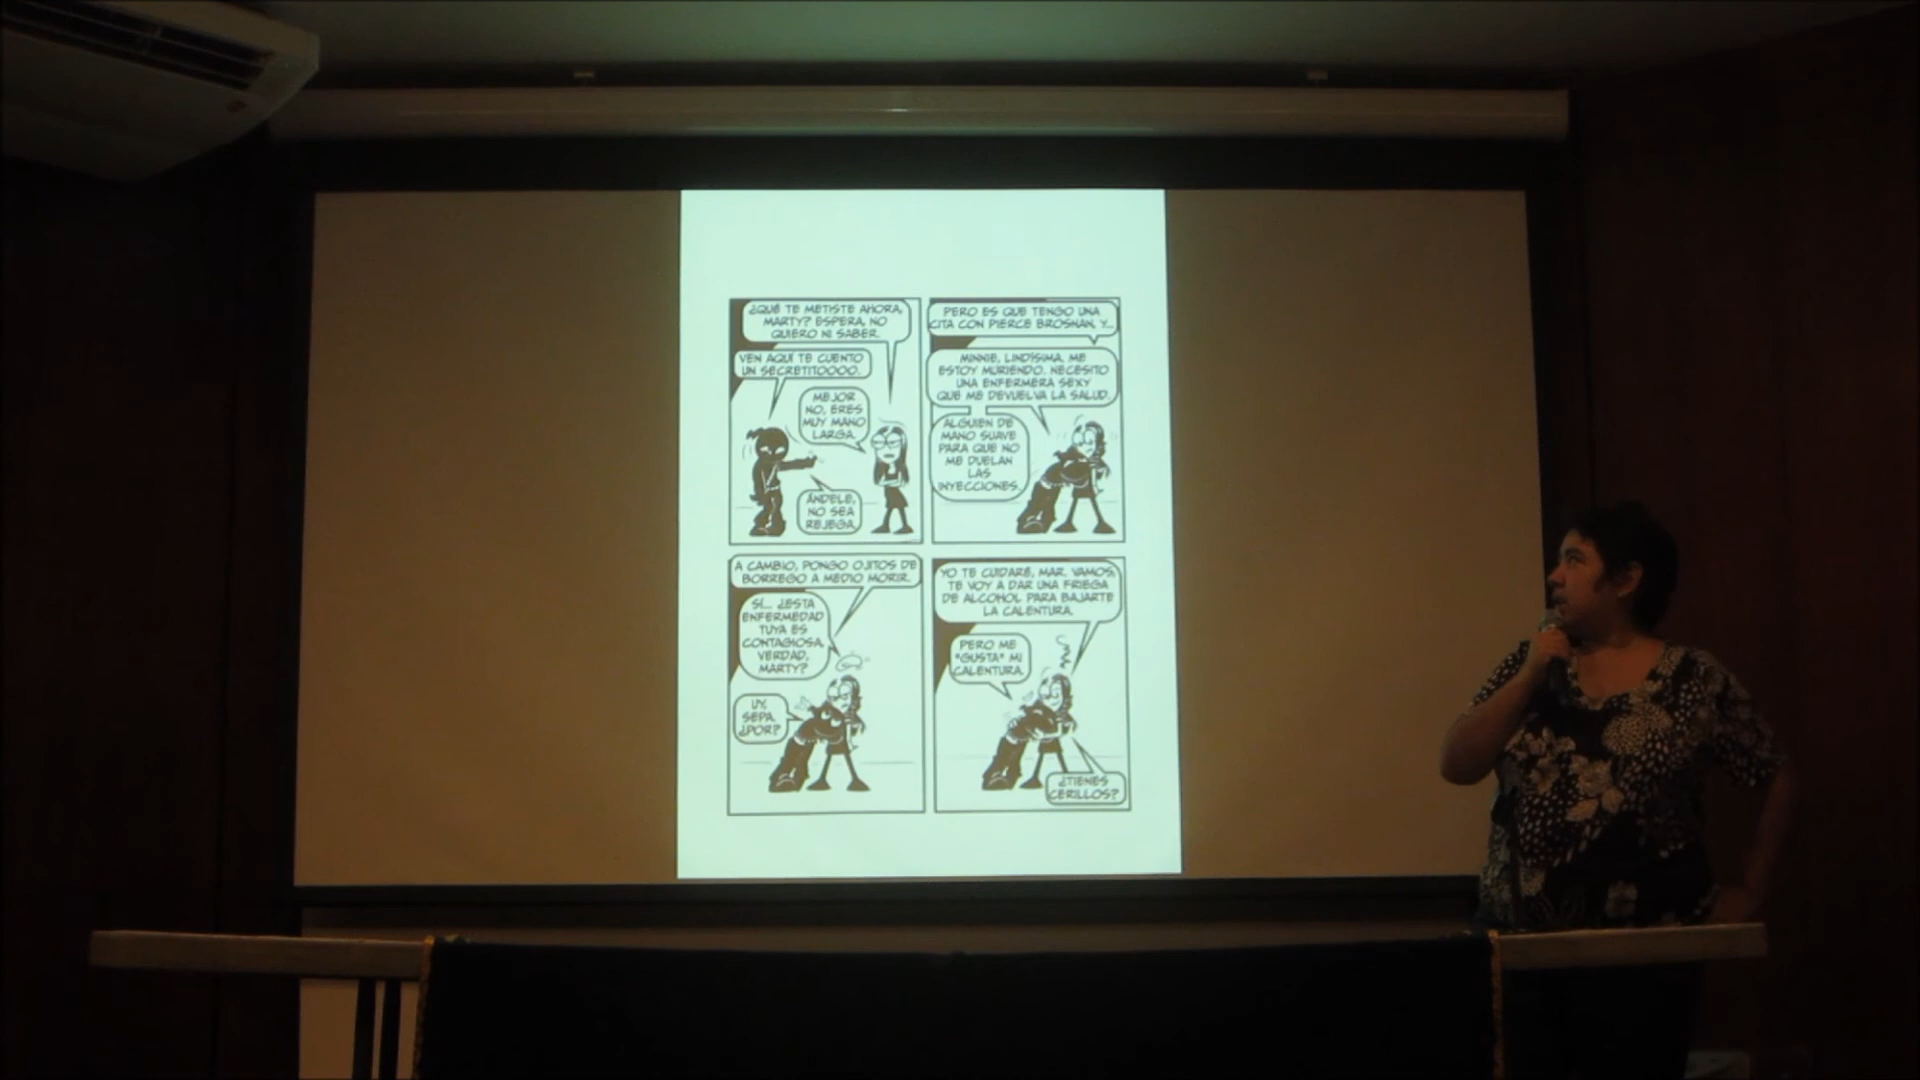 ¿QUÉ TE METISTE AHORA,
MARTY? ESPERA, NO
QUIERO NI SABER.
VEN AQUÍ TE CUENTO
UN SECRETITOOOO.
MEJOR
NO, ERES
MUY MANO
LARGA.
ÁNDELE,
NO SEA
REJEGA.
PERO ES QUE TENGO UNA
CITA CON PIERCE BROSNAN, Y...
MINNIE, LINDÍSIMA, ME
ESTOY MURIENDO. NECESITO
UNA ENFERMERA SEXY
QUE ME DEVUELVA LA SALUD.
ALGUIEN DE
MANO SUAVE
PARA QUE NO
ME DUELAN
LAS
INYECCIONES.
A CAMBIO, PONGO OJITOS DE
BORREGO A MEDIO MORIR.
SÍ... ¿ESTA
ENFERMEDAD
TUYA ES
CONTAGIOSA,
VERDAD,
MARTY?
UY,
SEPA.
¿POR?
YO TE CUIDARÉ, MAR. VAMOS,
TE VOY A DAR UNA FRIEGA
DE ALCOHOL PARA BAJARTE
LA CALENTURA.
PERO ME
"GUSTA" MI
CALENTURA.
¿TIENES
CERILLOS?